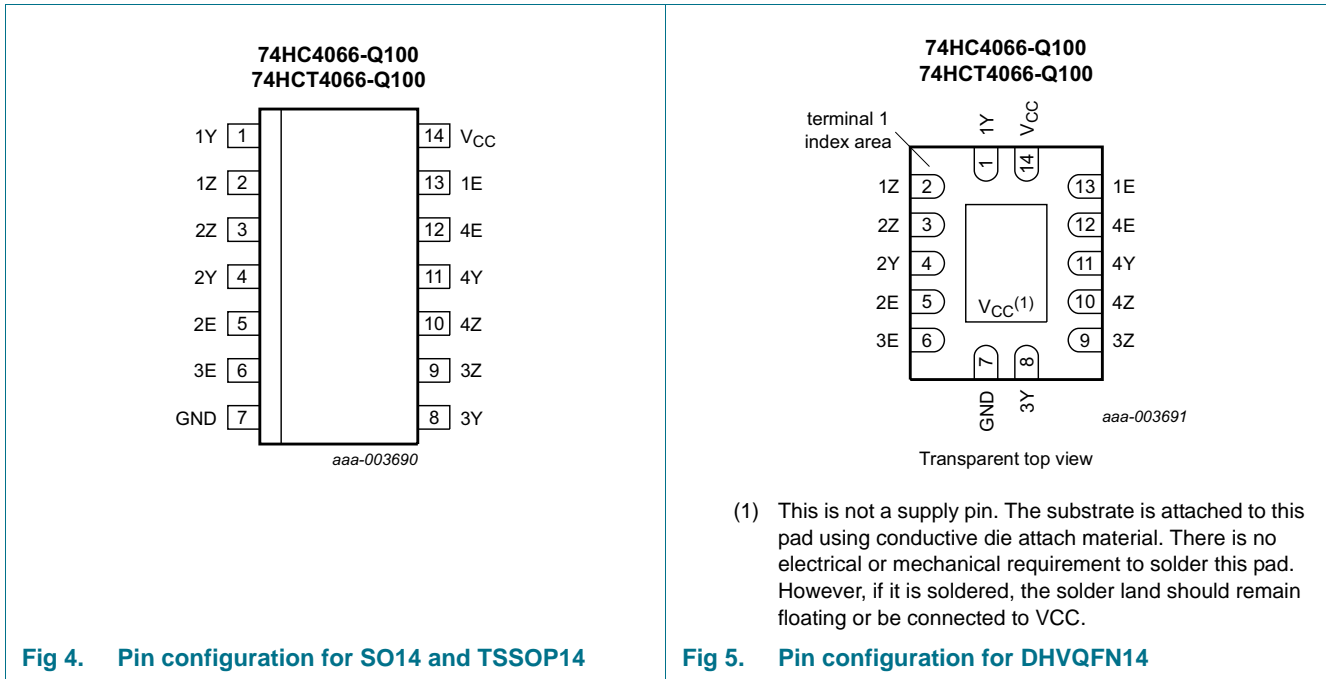 74HC4066-Q100
74HCT4066-Q100
1Y 1
14 VCC
1Z 2
13 1E
2Z 3
12 4E
2Y 4
11 4Y
2E 5
10 4Z
3E 6
9 3Z
GND 7
8 3Y
aaa-003690
Fig 4. Pin configuration for SO14 and TSSOP14
74HC4066-Q100
74HCT4066-Q100
terminal 1
index area
1Y
VCC
1
14
1Z 2
13 1E
2Z 3
12 4E
2Y 4
11 4Y
2E 5
10 4Z
VCC(1)
3E 6
9 3Z
7
8
GND
3Y
aaa-003691
Transparent top view
(1) This is not a supply pin. The substrate is attached to this
pad using conductive die attach material. There is no
electrical or mechanical requirement to solder this pad.
However, if it is soldered, the solder land should remain
floating or be connected to VCC.
Fig 5. Pin configuration for DHVQFN14